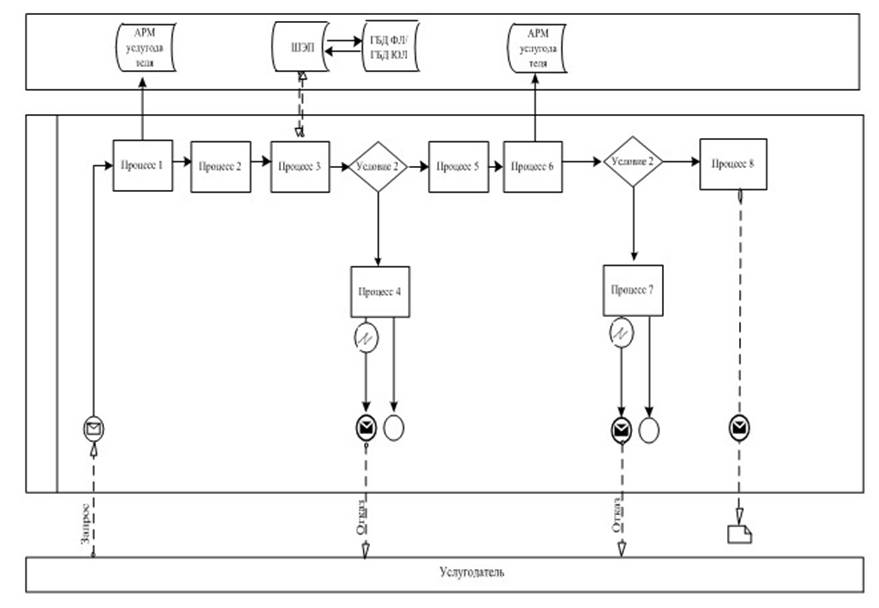 АРМ
услугода
теля
ШЭП
ГБД ФЛ/
ГБД ЮЛ
АРМ
услугода
теля
Процесс 1
Процесс 2
Процесс 3
Условие 2
Процесс 5
Процесс 6
Условие 2
Процесс 8
Процесс 4
Процесс 7
Запрос
Отказ
Отказ
Услугодатель